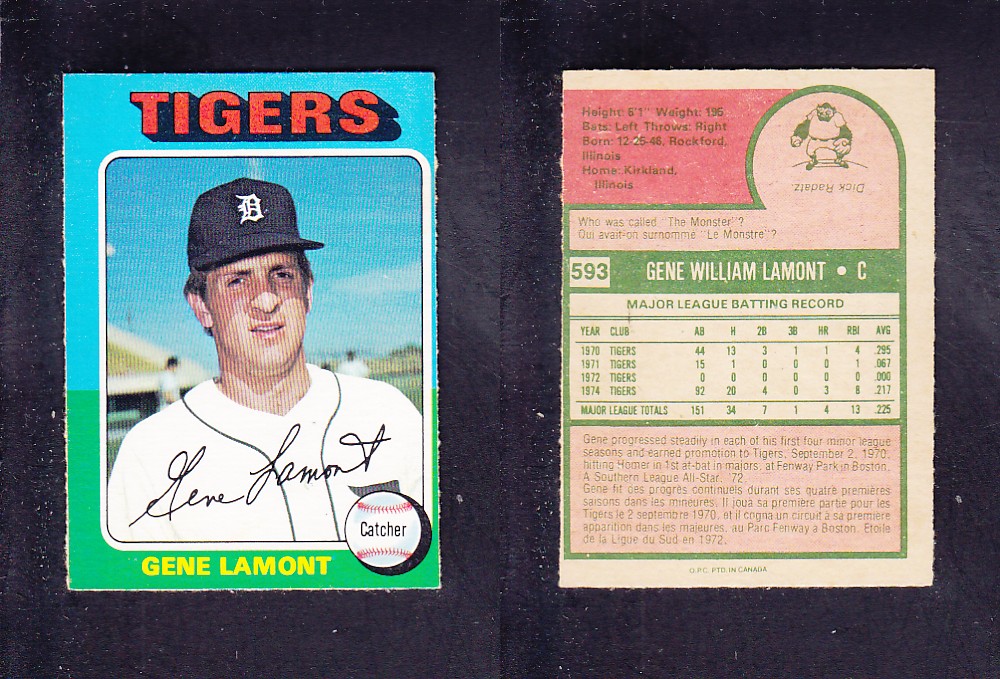 TIGERS
D
Gene Lamont
Catcher
GENE LAMONT
Height: 6'1" Weight: 195
Bats: Left Throws: Right
Born: 12-25-46, Rockford,
Illinois
Home: Kirkland,
Illinois
Dick Radatz
Who was called "The Monster"?
Qui avait-on surnomme "Le Monstre"?
593 GENE WILLIAM LAMONT • C
MAJOR LEAGUE BATTING RECORD
YEAR CLUB AB H 2B 3B HR RBI AVG
1970 TIGERS 44 13 3 1 1 4 .295
1971 TIGERS 15 1 0 0 0 1 .067
1972 TIGERS 0 0 0 0 0 0 .000
1974 TIGERS 92 20 4 0 3 8 .217
MAJOR LEAGUE TOTALS 151 34 7 1 4 13 .225
Gene progressed steadily in each of his first four minor league
seasons and earned promotion to Tigers, September 2, 1970,
hitting Homer in 1st at-bat in majors, at Fenway Park in Boston.
A Southern League All-Star, '72.
Gene fit des progrès continuels durant ses quatre premières
saisons dans les mineures. Il joua sa première partie pour les
Tigers le 2 septembre 1970, et il cogna un circuit à sa première
apparition dans les majeures, au Parc Fenway à Boston. Etoile
de la Ligue du Sud en 1972.
O.P.C. PTD. IN CANADA